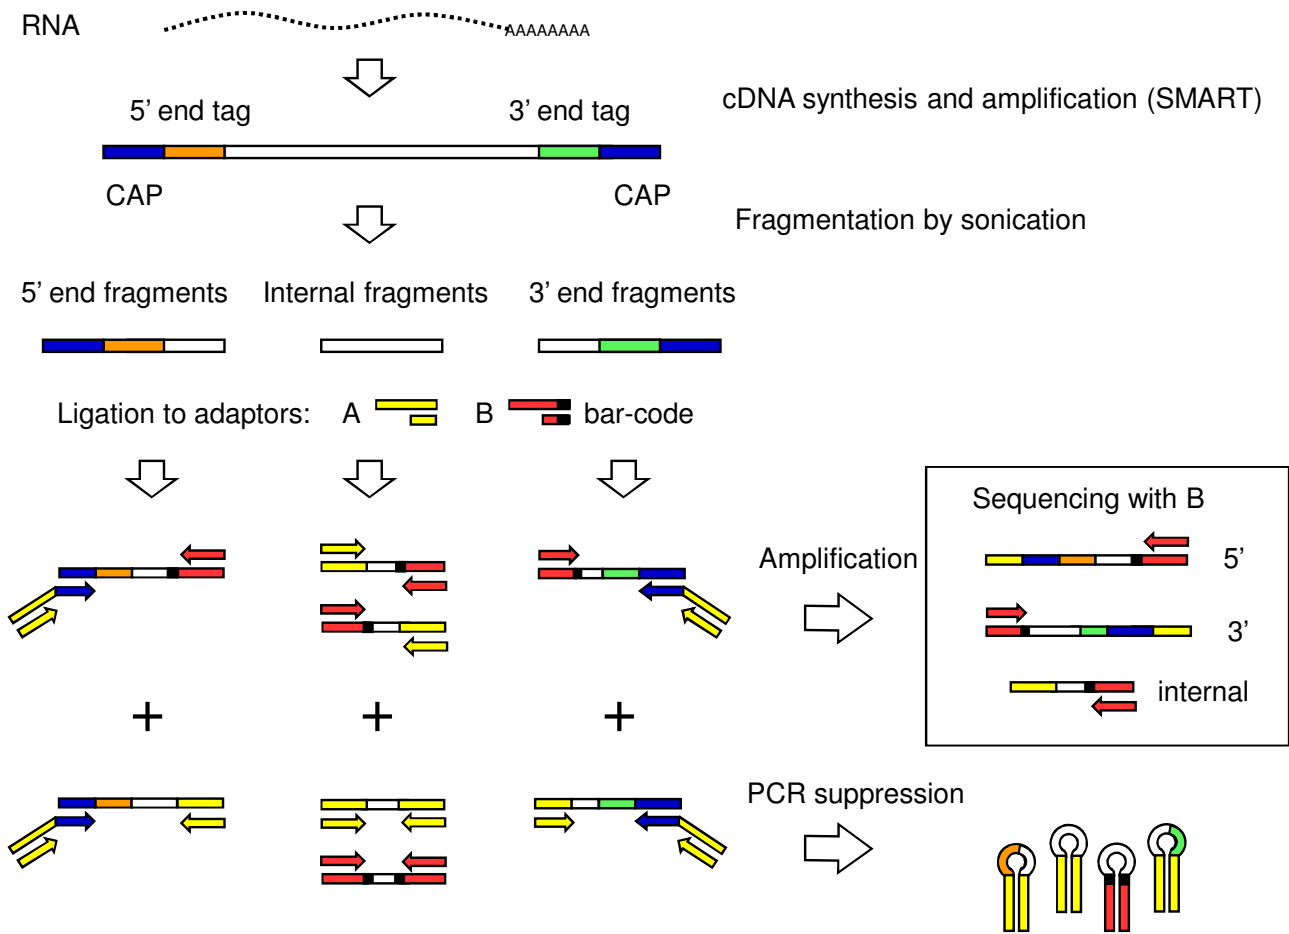 RNA
AAAAAAAA
cDNA synthesis and amplification (SMART)
5’ end tag
3’ end tag
CAP
CAP
Fragmentation by sonication
5’ end fragments
Internal fragments
3’ end fragments
Ligation to adaptors:
A
B
bar-code
Sequencing with B
Amplification
5’
3’
internal
+
+
+
PCR suppression